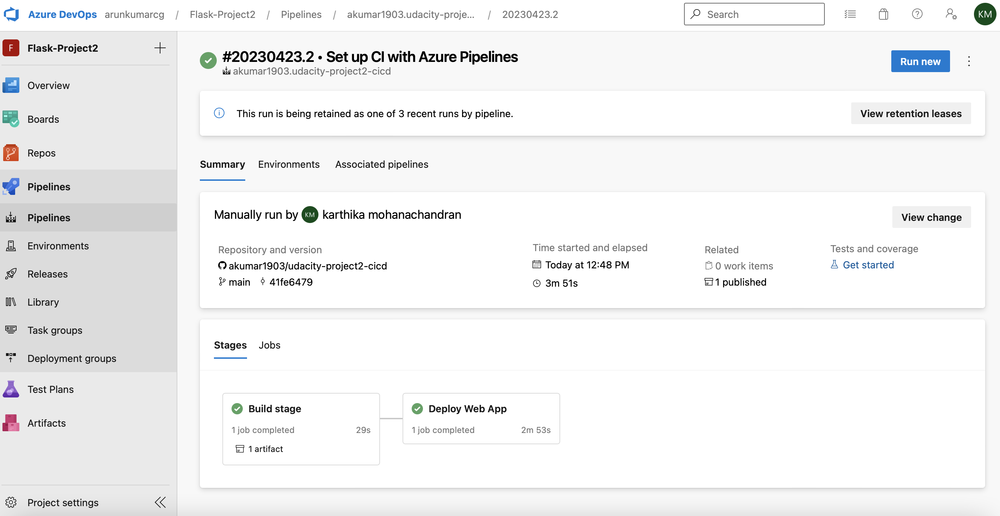 Azure DevOps arunkumarcg / Flask-Project2 / Pipelines / akumar1903.udacity-proje... / 20230423.2
Search
KM
F Flask-Project2
Overview
Boards
Repos
Pipelines
Pipelines
Environments
Releases
Library
Task groups
Deployment groups
Test Plans
Artifacts
Project settings
#20230423.2 • Set up CI with Azure Pipelines
akumar1903.udacity-project2-cicd
Run new
This run is being retained as one of 3 recent runs by pipeline.
View retention leases
Summary Environments Associated pipelines
Manually run by KM karthika mohanachandran
View change
Repository and version
akumar1903/udacity-project2-cicd
main 41fe6479
Time started and elapsed
Today at 12:48 PM
3m 51s
Related
0 work items
1 published
Tests and coverage
Get started
Stages Jobs
Build stage
1 job completed 29s
1 artifact
Deploy Web App
1 job completed 2m 53s